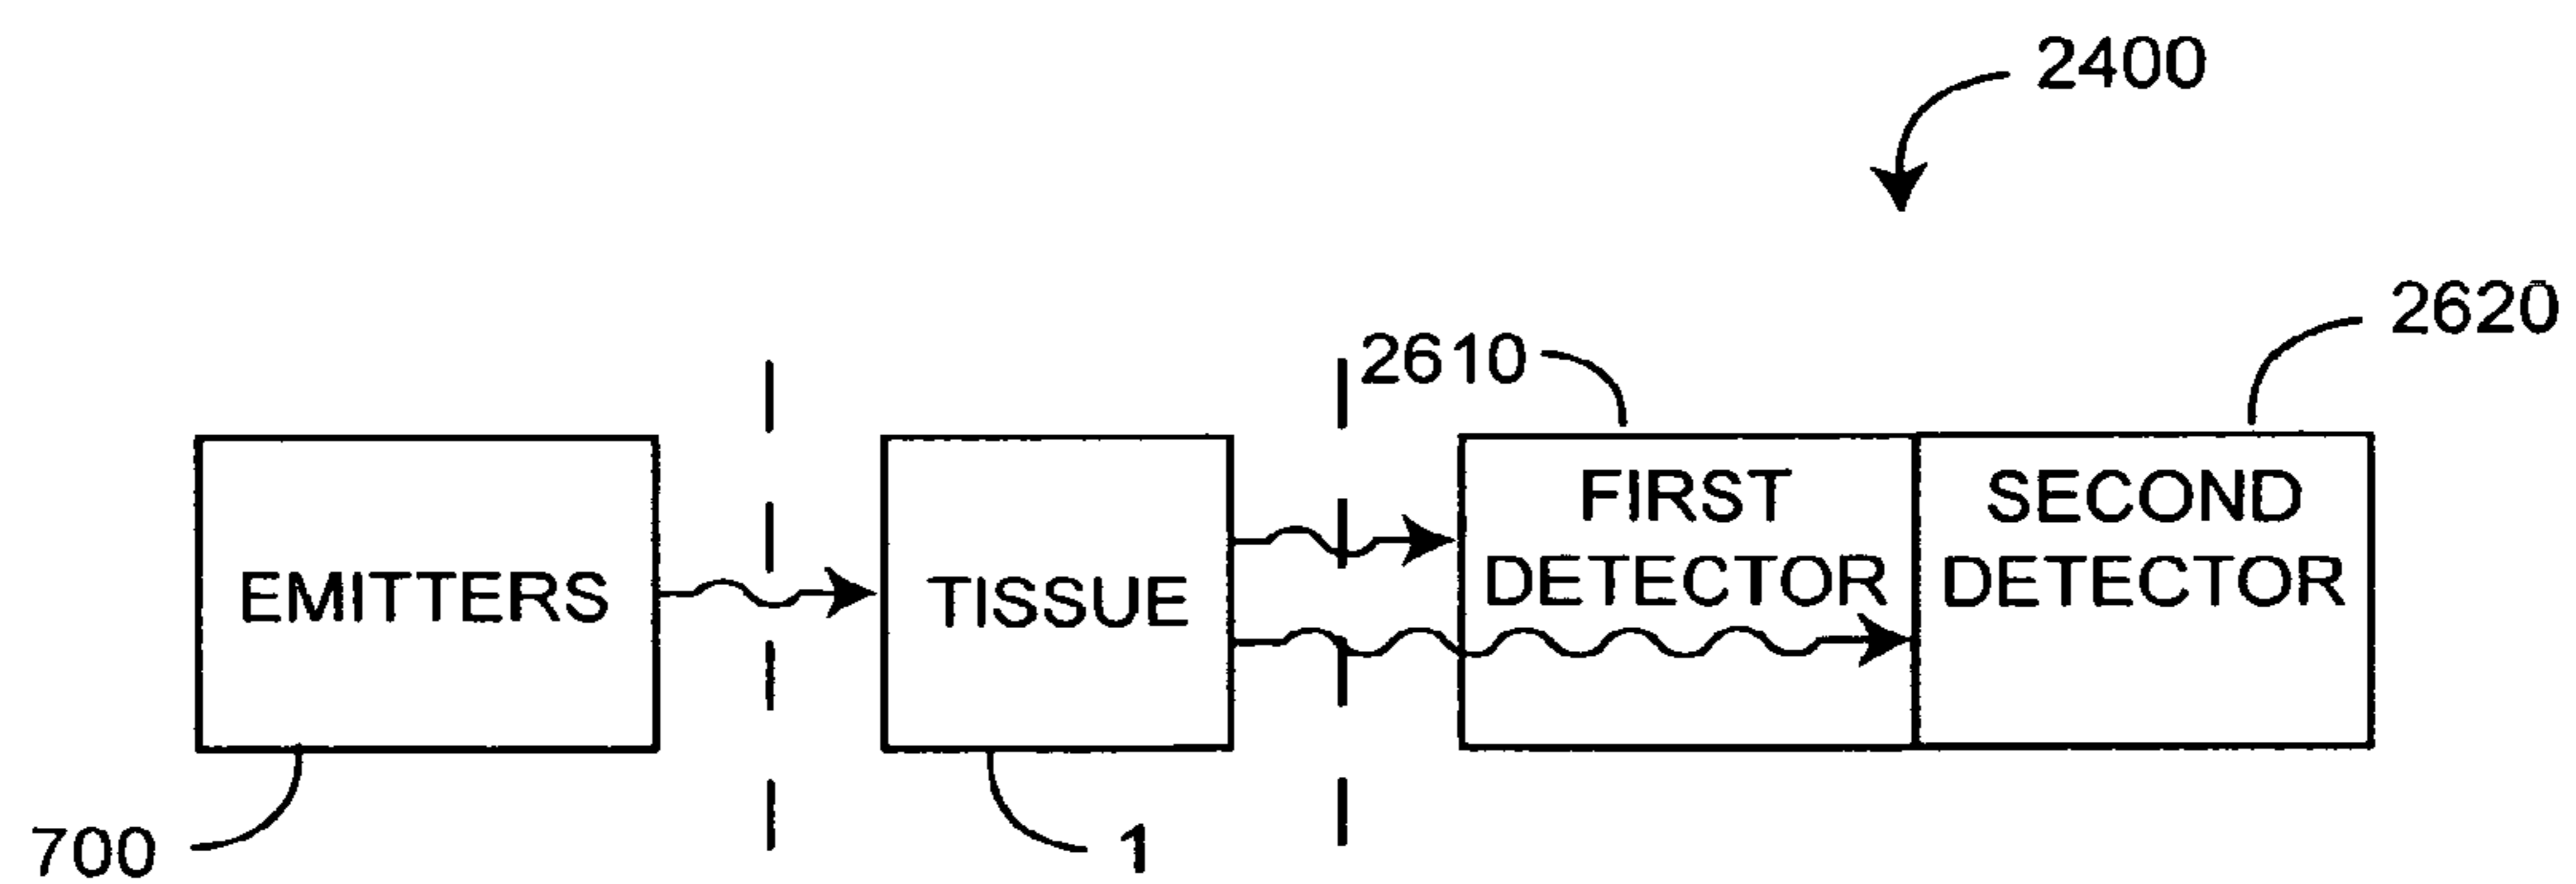 2400
2620
2610
FIRST
DETECTOR
SECOND
DETECTOR
EMITTERS
TISSUE
700
1